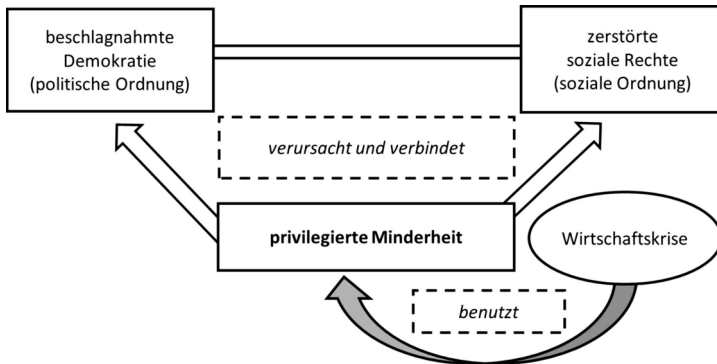 beschlagnahmte
Demokratie
(politische Ordnung)
zerstörte
soziale Rechte
(soziale Ordnung)
verursacht und verbindet
privilegierte Minderheit
Wirtschaftskrise
benutzt